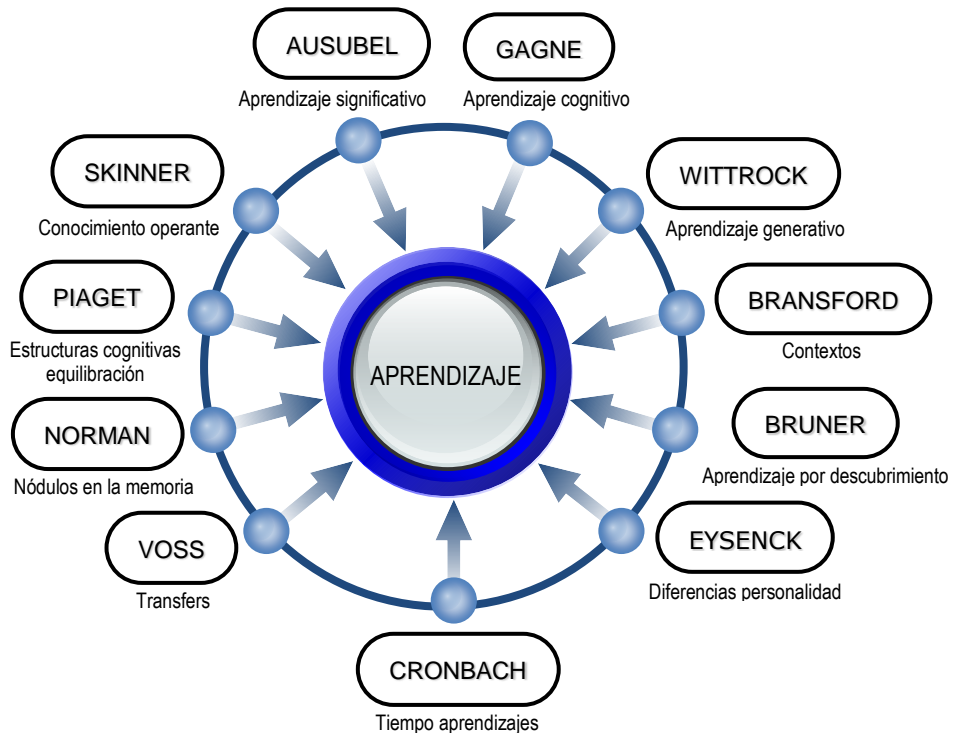 AUSUBEL
Aprendizaje significativo
GAGNE
Aprendizaje cognitivo
SKINNER
Conocimiento operante
WITTROCK
Aprendizaje generativo
PIAGET
Estructuras cognitivas
equilibración
BRANSFORD
Contextos
APRENDIZAJE
NORMAN
Nódulos en la memoria
BRUNER
Aprendizaje por descubrimiento
VOSS
Transfers
EYSENCK
Diferencias personalidad
CRONBACH
Tiempo aprendizajes